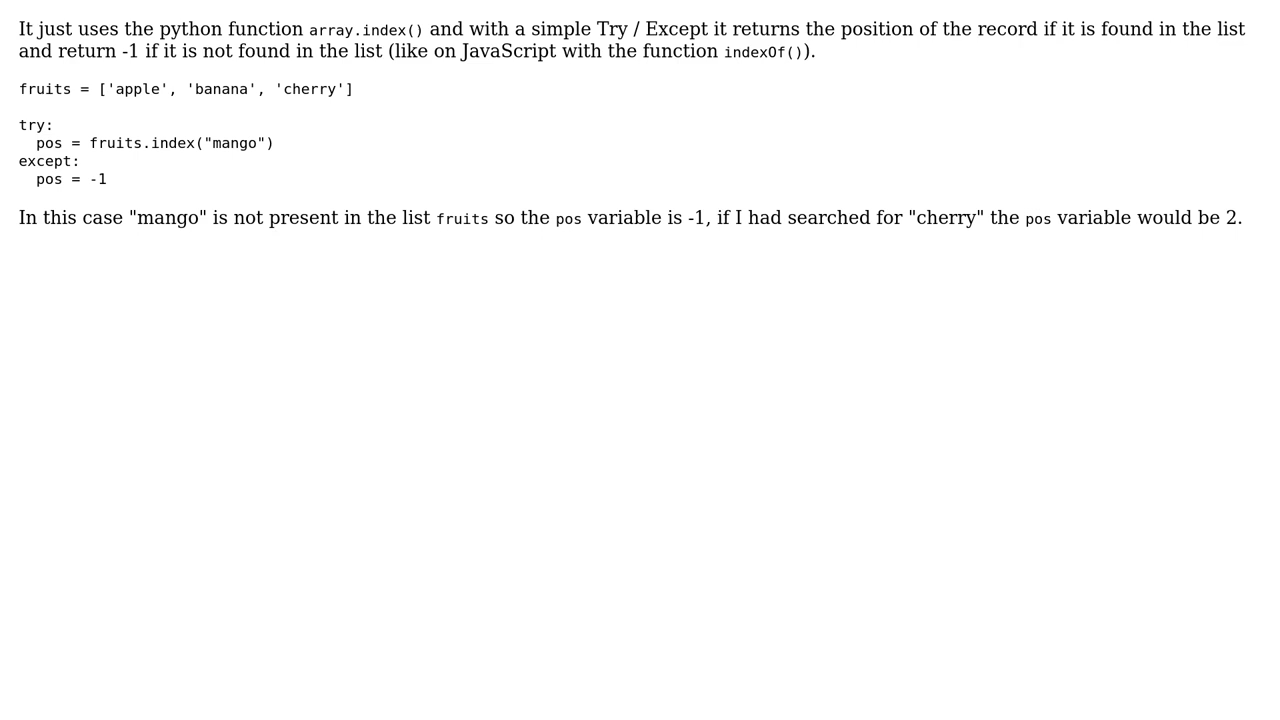 It just uses the python function array.index() and with a simple Try / Except it returns the position of the record if it is found in the list
and return -1 if it is not found in the list (like on JavaScript with the function indexOf()).
fruits = ['apple', 'banana', 'cherry']
try:
  pos = fruits.index("mango")
except:
  pos = -1
In this case "mango" is not present in the list fruits so the pos variable is -1, if I had searched for "cherry" the pos variable would be 2.